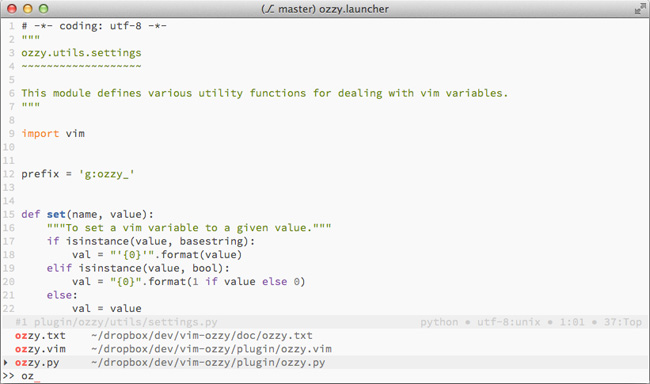 (⎇ master) ozzy.launcher
1 # -*- coding: utf-8 -*-
2 """
3 ozzy.utils.settings
4 ~~~~~~~~~~~~~~~~~~~
5
6 This module defines various utility functions for dealing with vim variables.
7 """
8
9 import vim
10
11
12 prefix = 'g:ozzy_'
13
14
15 def set(name, value):
16     """To set a vim variable to a given value."""
17     if isinstance(value, basestring):
18         val = "'{0}'".format(value)
19     elif isinstance(value, bool):
20         val = "{0}".format(1 if value else 0)
21     else:
22         val = value
#1 plugin/ozzy/utils/settings.py python • utf-8:unix • 1:01 • 37:Top
ozzy.txt ~/dropbox/dev/vim-ozzy/doc/ozzy.txt
ozzy.vim ~/dropbox/dev/vim-ozzy/plugin/ozzy.vim
▸ ozzy.py ~/dropbox/dev/vim-ozzy/plugin/ozzy.py
>> oz_